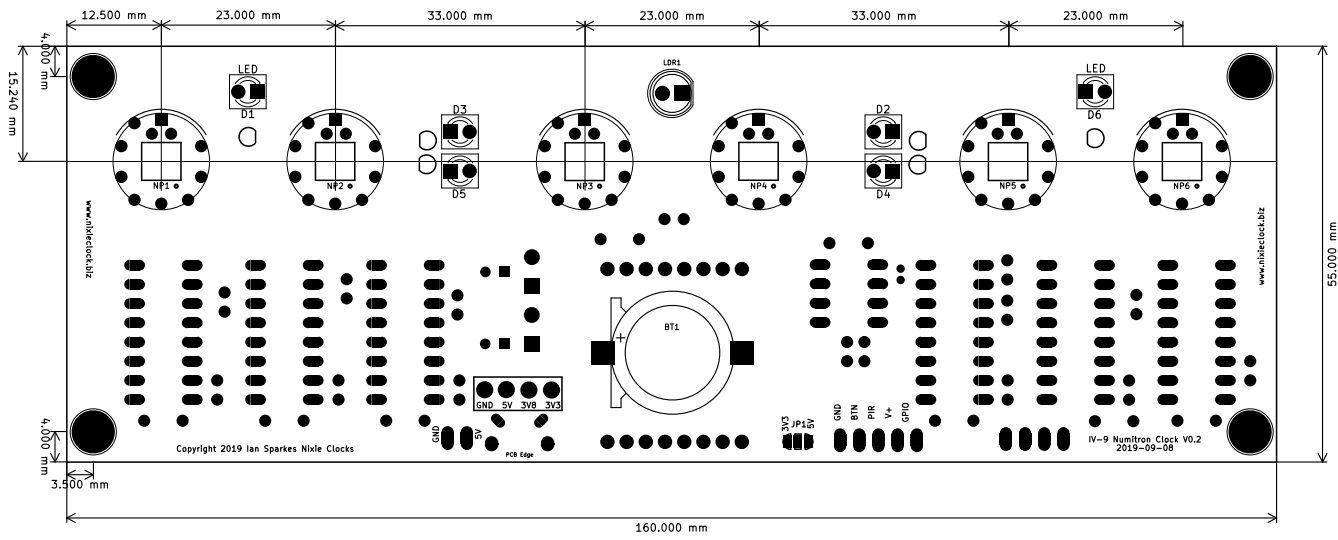 12.500 mm
23.000 mm
33.000 mm
23.000 mm
33.000 mm
23.000 mm
4.000 mm
15.240 mm
LED
D1
D3
D5
LDR1
D2
D4
LED
D6
NP1
NP2
NP3
NP4
NP5
NP6
www.nixieclock.biz
www.nixieclock.biz
55.000 mm
BT1
+
GND 5V 3V8 3V3
GND
5V
PCB Edge
3V3
JP1
5V
GND
BTN
PIR
V+
GPIO
4.000 mm
Copyright 2019 Ian Sparkes Nixie Clocks
IV-9 Numitron Clock V0.2
2019-09-08
3.500 mm
160.000 mm